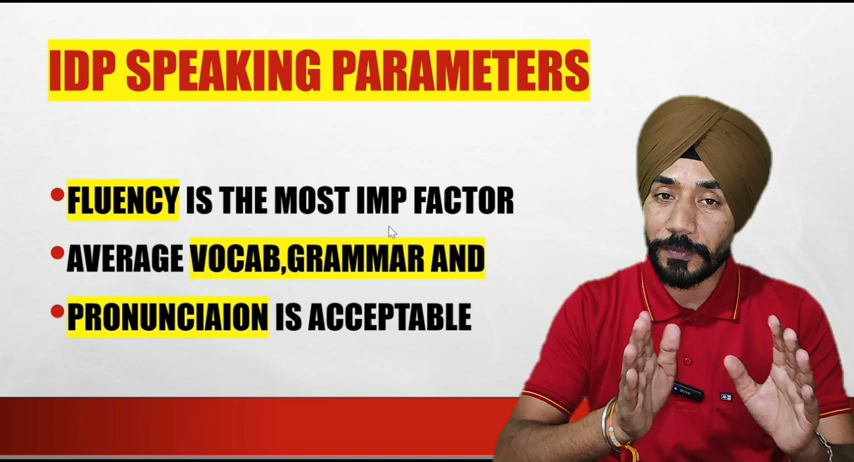 IDP SPEAKING PARAMETERS
•FLUENCY IS THE MOST IMP FACTOR
•AVERAGE VOCAB,GRAMMAR AND
•PRONUNCIAION IS ACCEPTABLE